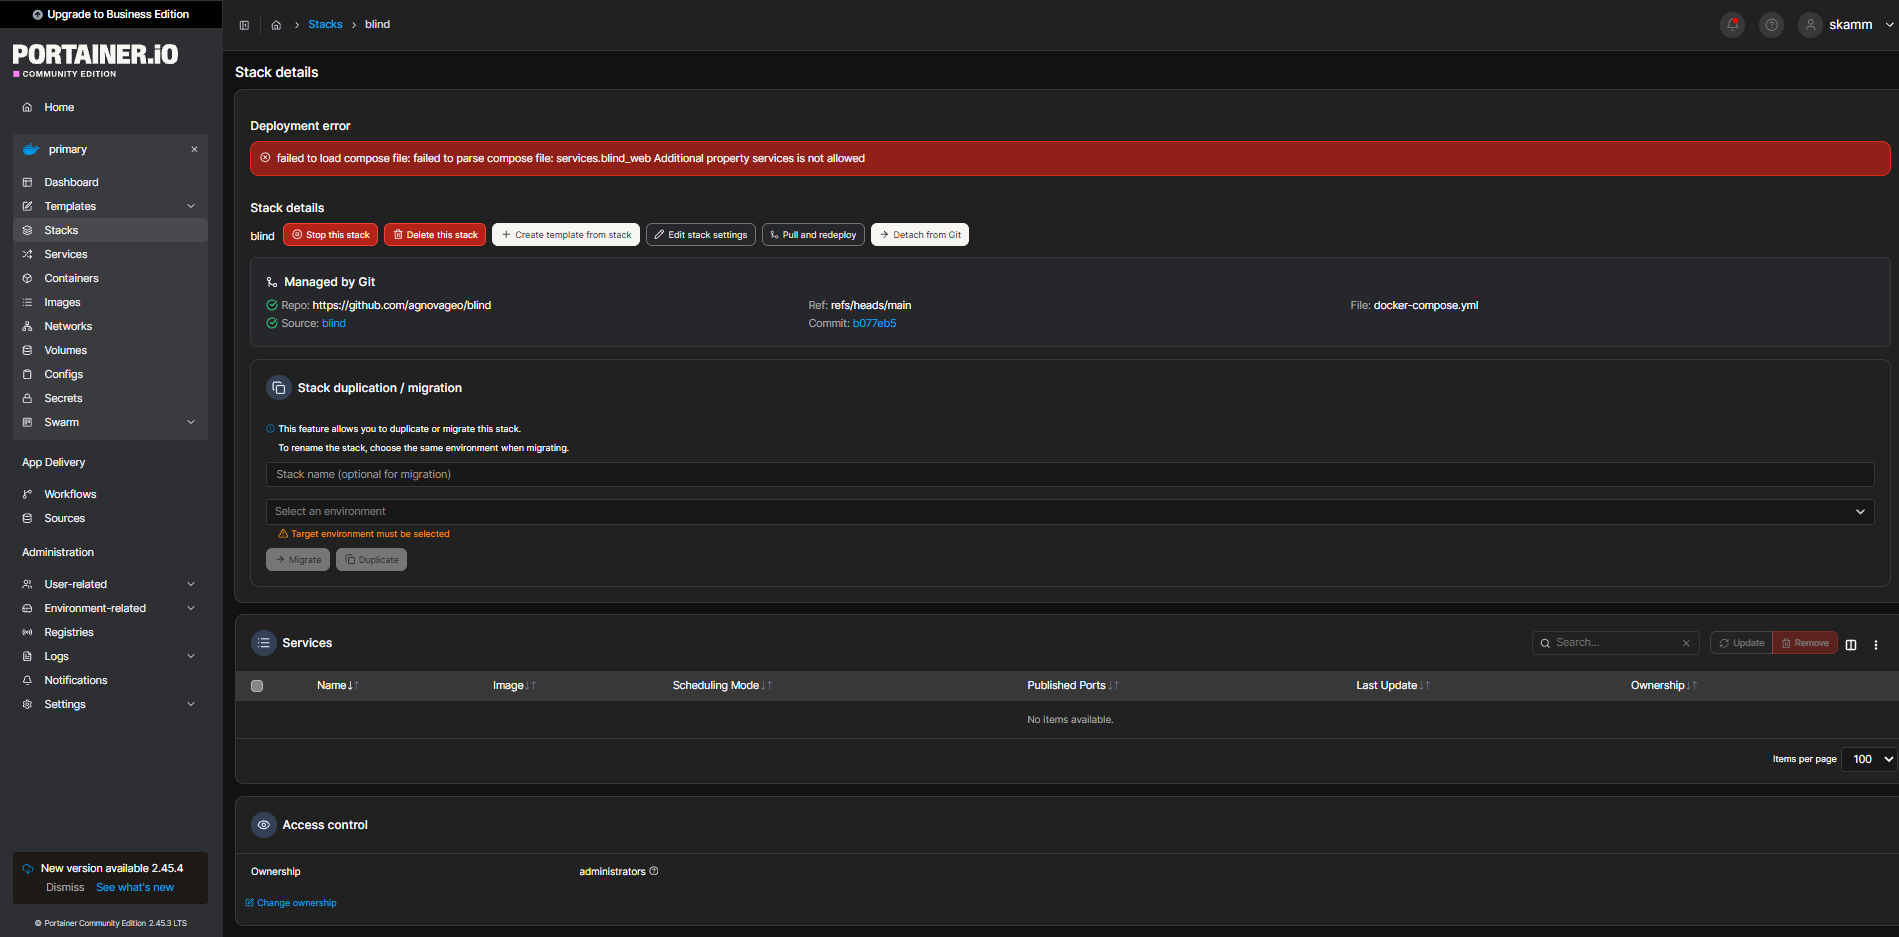 Upgrade to Business Edition
PORTAINER.iO
COMMUNITY EDITION
Home
primary
Dashboard
Templates
Stacks
Services
Containers
Images
Networks
Volumes
Configs
Secrets
Swarm
App Delivery
Workflows
Sources
Administration
User-related
Environment-related
Registries
Logs
Notifications
Settings
New version available 2.45.4
Dismiss See what's new
© Portainer Community Edition 2.45.3 LTS
Stacks > blind
skamm
Stack details
Deployment error
failed to load compose file: failed to parse compose file: services.blind_web Additional property services is not allowed
Stack details
blind Stop this stack Delete this stack Create template from stack Edit stack settings Pull and redeploy Detach from Git
Managed by Git
Repo: https://github.com/agnovageo/blind Ref: refs/heads/main File: docker-compose.yml
Source: blind Commit: b077eb5
Stack duplication / migration
This feature allows you to duplicate or migrate this stack.
To rename the stack, choose the same environment when migrating.
Stack name (optional for migration)
Select an environment
Target environment must be selected
Migrate Duplicate
Services Search... Update Remove
Name Image Scheduling Mode Published Ports Last Update Ownership
No items available.
Items per page 100
Access control
Ownership administrators
Change ownership